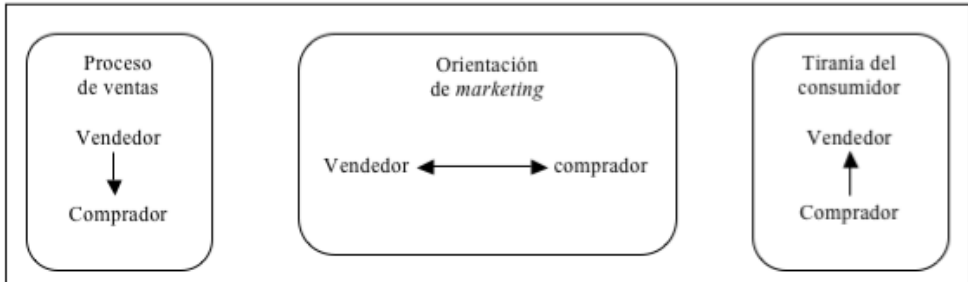 Proceso
de ventas
Vendedor
Comprador
Orientación
de marketing
Vendedor
comprador
Tiranía del
consumidor
Vendedor
Comprador